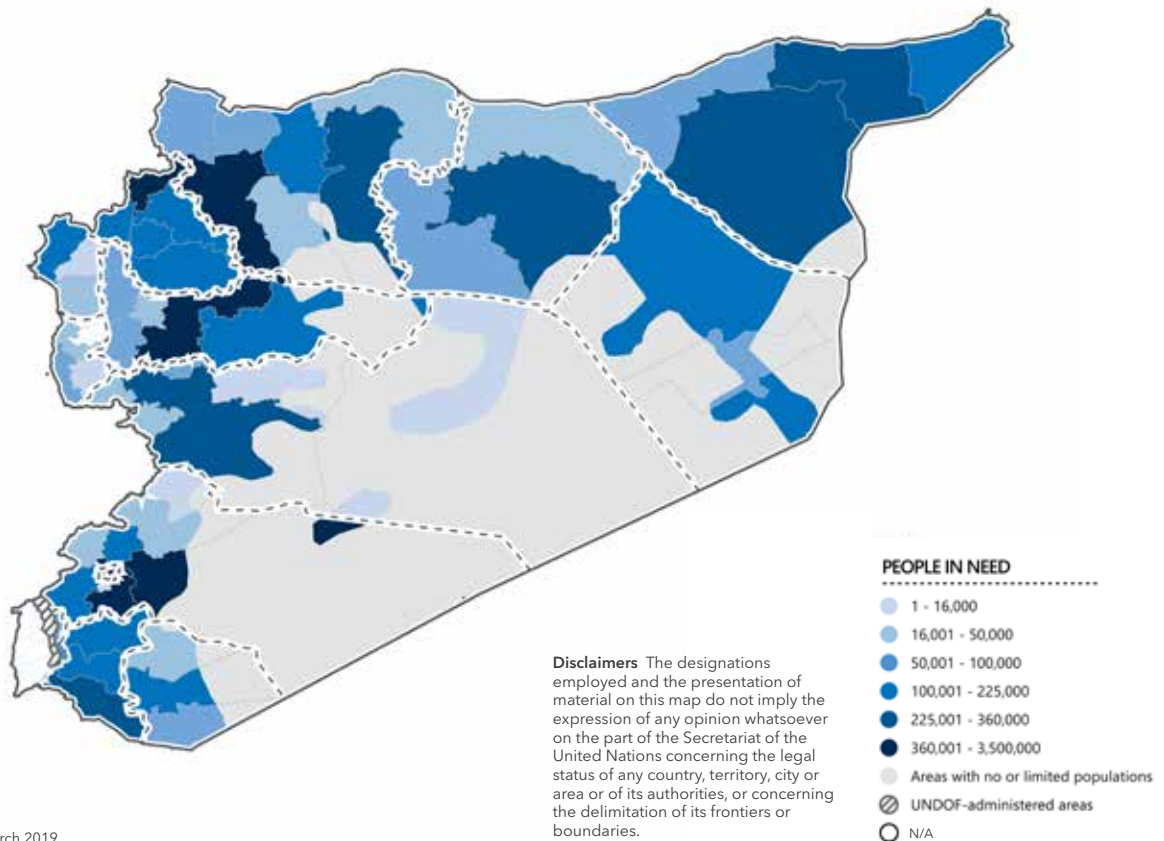 PEOPLE IN NEED
1 - 16,000
16,001 - 50,000
50,001 - 100,000
100,001 - 225,000
225,001 - 360,000
360,001 - 3,500,000
Areas with no or limited populations
UNDOF-administered areas
N/A
Disclaimers The designations
employed and the presentation of
material on this map do not imply the
expression of any opinion whatsoever
on the part of the Secretariat of the
United Nations concerning the legal
status of any country, territory, city or
area or of its authorities, or concerning
the delimitation of its frontiers or
boundaries.
2019